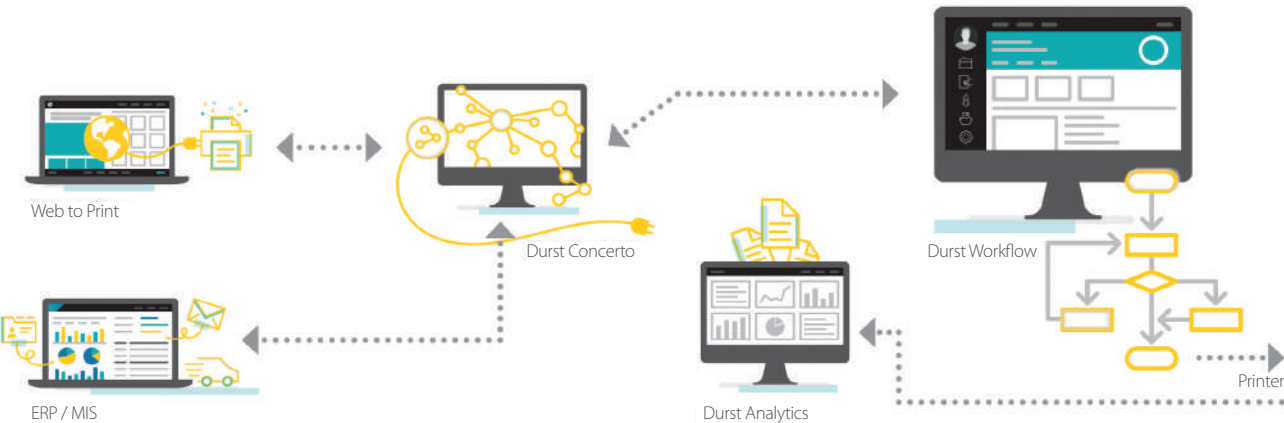 Web to Print
Durst Concerto
Durst Workflow
Printer
ERP / MIS
Durst Analytics